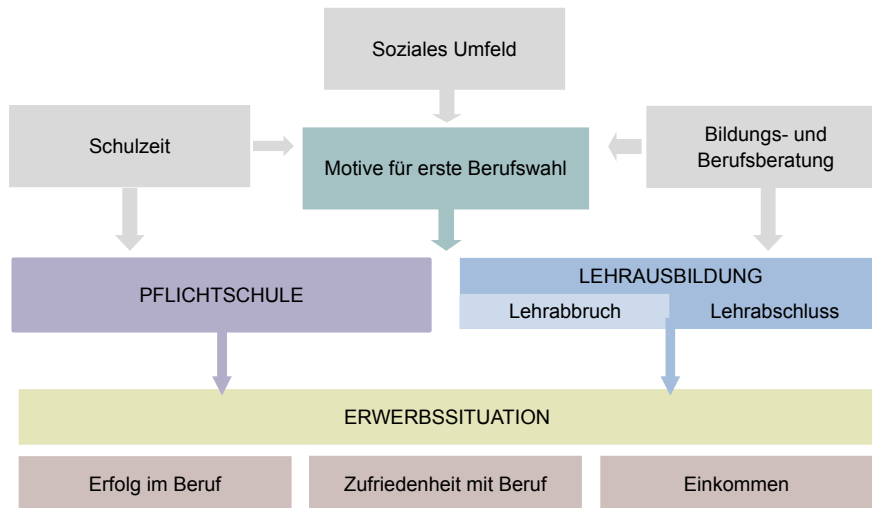 Soziales Umfeld
Schulzeit
Motive für erste Berufswahl
Bildungs- und
Berufsberatung
PFLICHTSCHULE
LEHRAUSBILDUNG
Lehrabbruch
Lehrabschluss
ERWERBSSITUATION
Erfolg im Beruf
Zufriedenheit mit Beruf
Einkommen